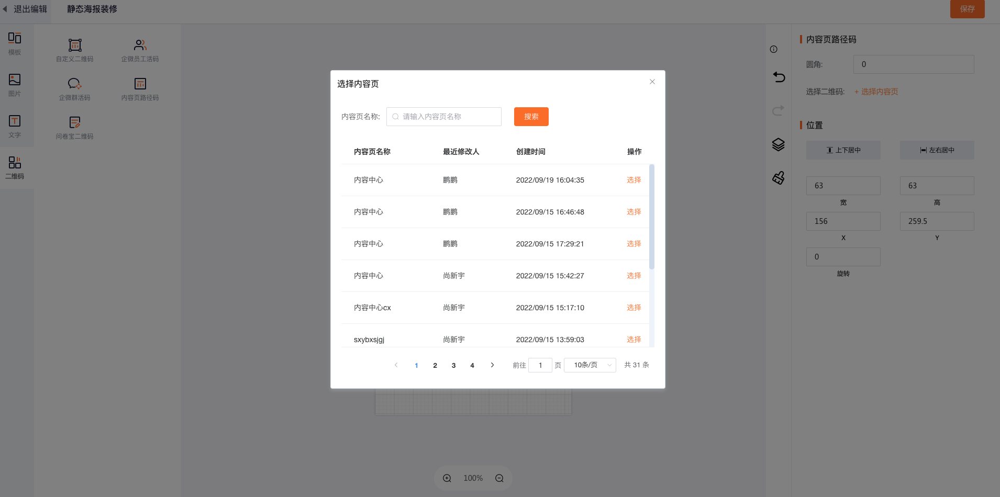 退出编辑
静态海报装修
保存
模板
图片
文字
二维码
自定义二维码
企微员工活码
企微群活码
内容页路径码
问卷宝二维码
选择内容页
内容页名称:
请输入内容页名称
搜索
内容页名称 最近修改人 创建时间 操作
内容中心 鹏鹏 2022/09/19 16:04:35 选择
内容中心 鹏鹏 2022/09/15 16:46:48 选择
内容中心 鹏鹏 2022/09/15 17:29:21 选择
内容中心 尚新宇 2022/09/15 15:42:27 选择
内容中心cx 尚新宇 2022/09/15 15:17:10 选择
sxybxsjgj 尚新宇 2022/09/15 13:59:03 选择
1 2 3 4 前往 1 页 10条/页 共 31 条
100%
内容页路径码
圆角: 0
选择二维码: + 选择内容页
位置
上下居中 左右居中
63 63
宽 高
156 259.5
X Y
0
旋转